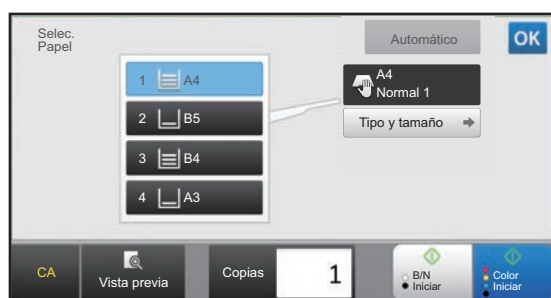 Selec.
Papel
Automático
OK
1 A4
2 B5
3 B4
4 A3
A4
Normal 1
Tipo y tamaño
CA
Vista previa
Copias
1
B/N
Iniciar
Color
Iniciar